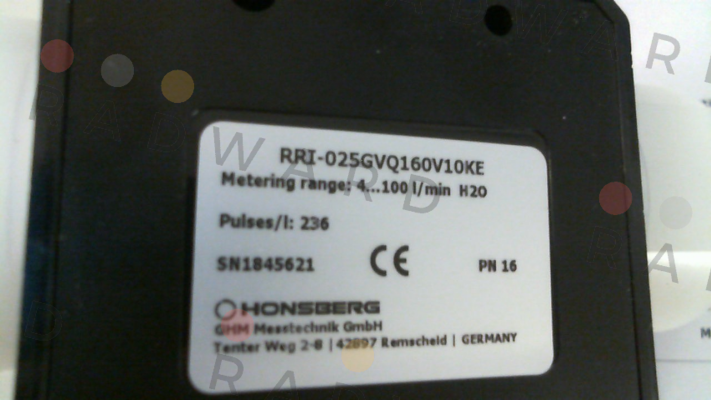 RRI-025GVQ160V10KE
Metering range: 4...100 l/min H2O
Pulses/l: 236
SN1845621 CE PN 16
HONSBERG
GHM Messtechnik GmbH
Tenter Weg 2-8 | 42897 Remscheid | GERMANY